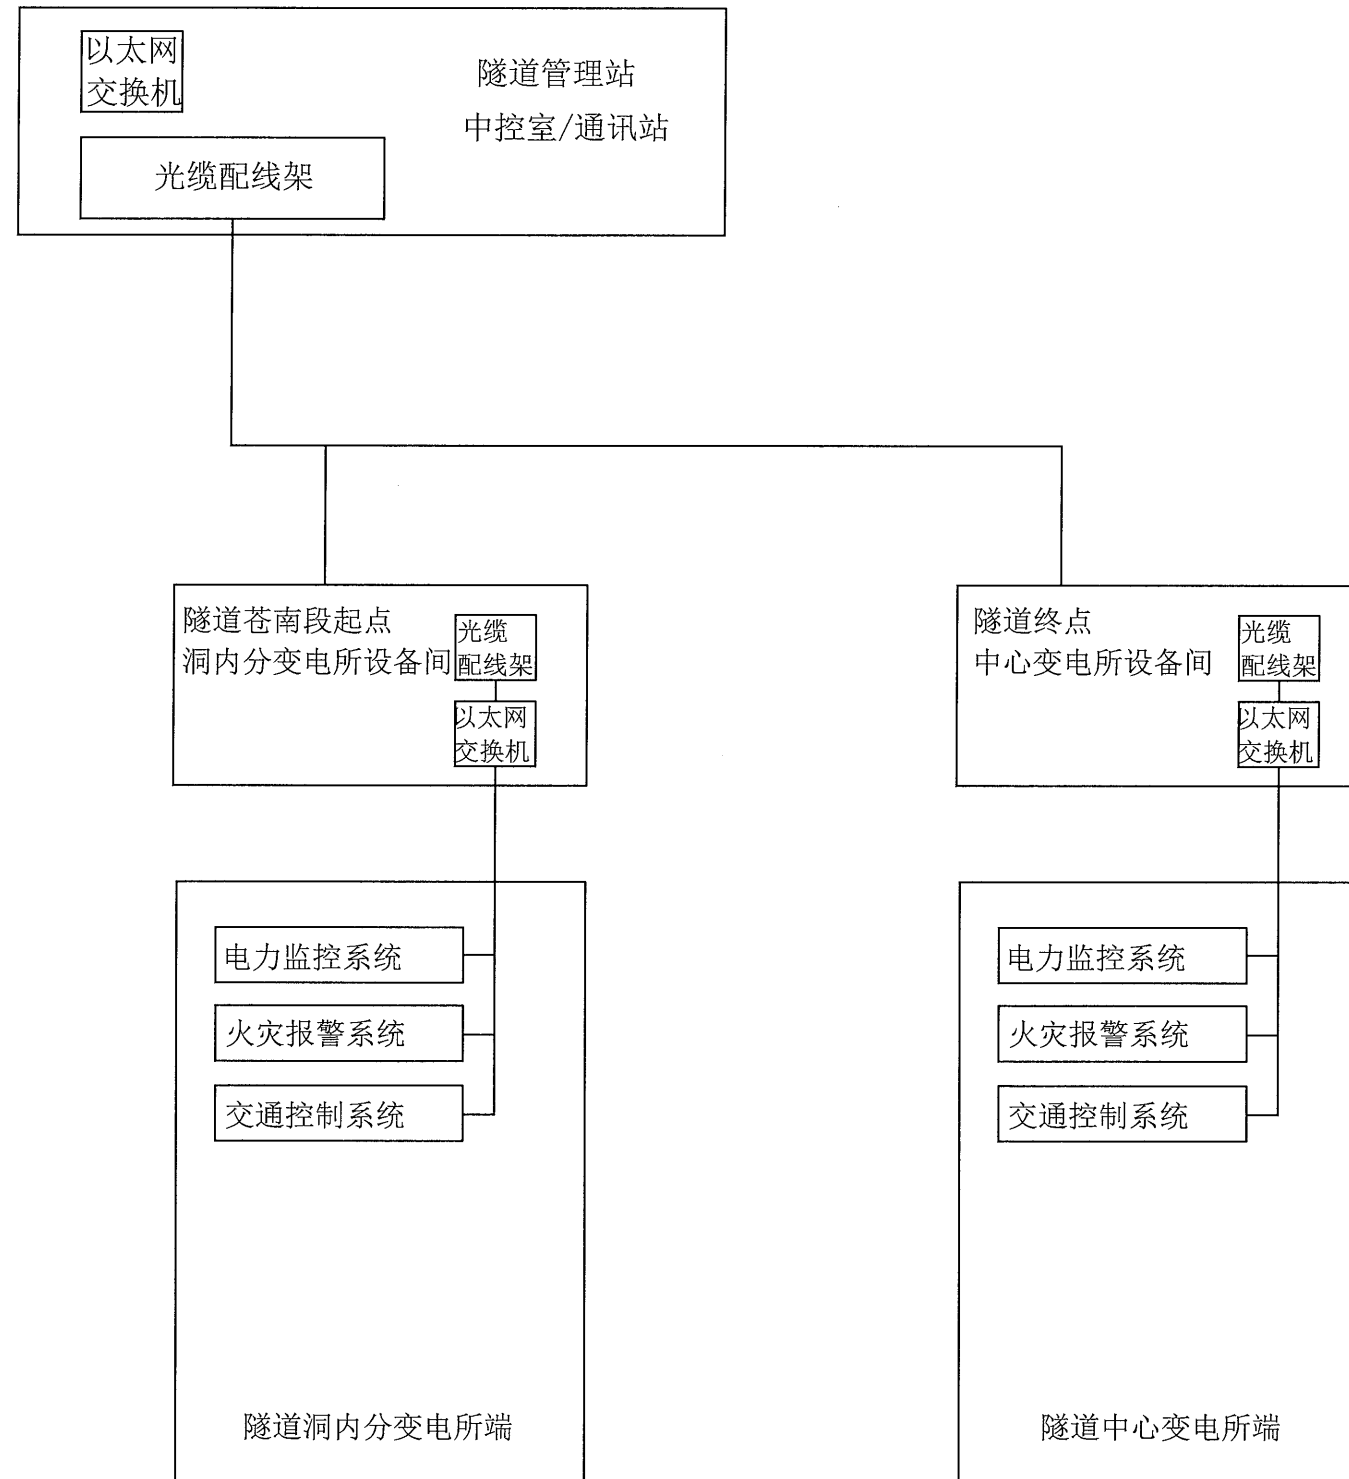 以太网
交换机
隧道管理站
中控室/通讯站
光缆配线架
隧道苍南段起点
洞内分变电所设备间
光缆
配线架
以太网
交换机
隧道终点
中心变电所设备间
光缆
配线架
以太网
交换机
电力监控系统
火灾报警系统
交通控制系统
隧道洞内分变电所端
电力监控系统
火灾报警系统
交通控制系统
隧道中心变电所端